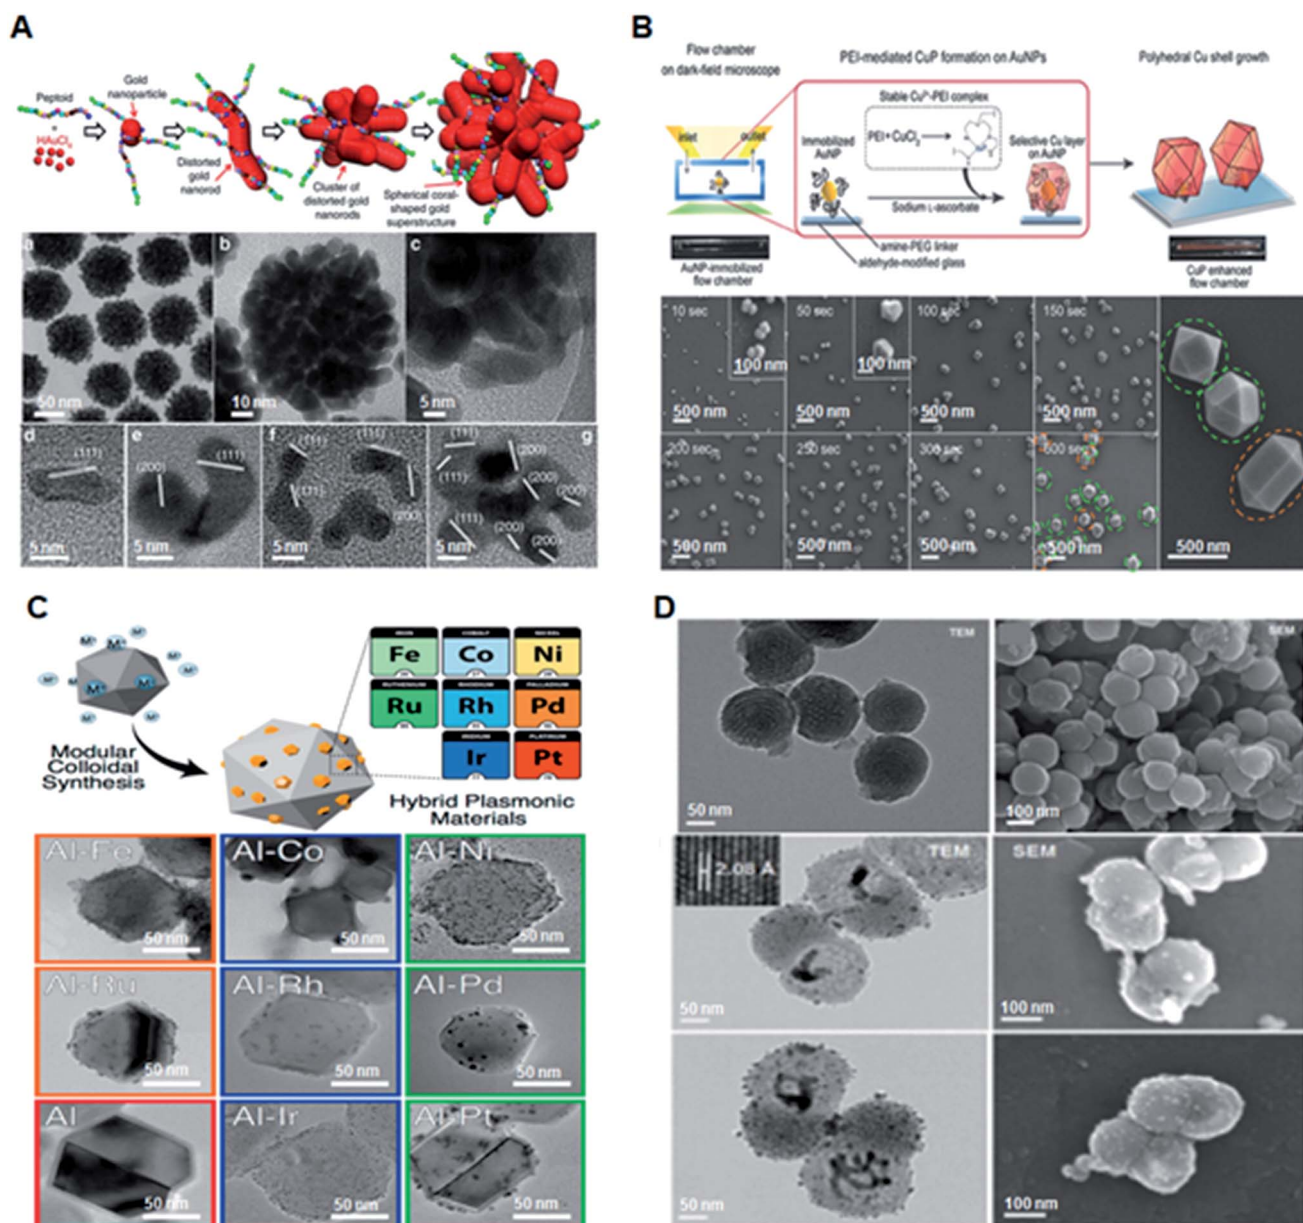 A
Peptoid
+
HAuCl4
Gold
nanoparticle
Distorted
gold
nanorod
Cluster of
distorted gold
nanorods
Spherical coral-
shaped gold
superstructure
a
50 nm
b
10 nm
c
5 nm
d
(111)
5 nm
e
(200)
(111)
5 nm
f
(111)
(111)
(200)
5 nm
g
(111)
(200)
(200)
(200)
(111)
(200)
(200)
5 nm
B
Flow chamber
on dark-field microscope
PEI-mediated CuP formation on AuNPs
Polyhedral Cu shell growth
inlet
outlet
Stable Cu²⁺-PEI complex
PEI+CuCl2
Immobilized
AuNP
Selective Cu layer
on AuNP
Sodium L-ascorbate
amine-PEG linker
aldehyde-modified glass
AuNP-immobilized
flow chamber
CuP enhanced
flow chamber
10 sec
100 nm
500 nm
50 sec
100 nm
500 nm
100 sec
500 nm
150 sec
500 nm
200 sec
500 nm
250 sec
500 nm
300 sec
500 nm
600 sec
500 nm
500 nm
C
Modular
Colloidal
Synthesis
IRON
Fe
COBALT
Co
NICKEL
Ni
RUTHENIUM
Ru
RHODIUM
Rh
PALLADIUM
Pd
IRIDIUM
Ir
PLATINUM
Pt
Hybrid Plasmonic
Materials
Al-Fe
50 nm
Al-Co
50 nm
Al-Ni
50 nm
Al-Ru
50 nm
Al-Rh
50 nm
Al-Pd
50 nm
Al
50 nm
Al-Ir
50 nm
Al-Pt
50 nm
D
TEM
50 nm
SEM
100 nm
2.08 Å
TEM
50 nm
SEM
100 nm
50 nm
100 nm